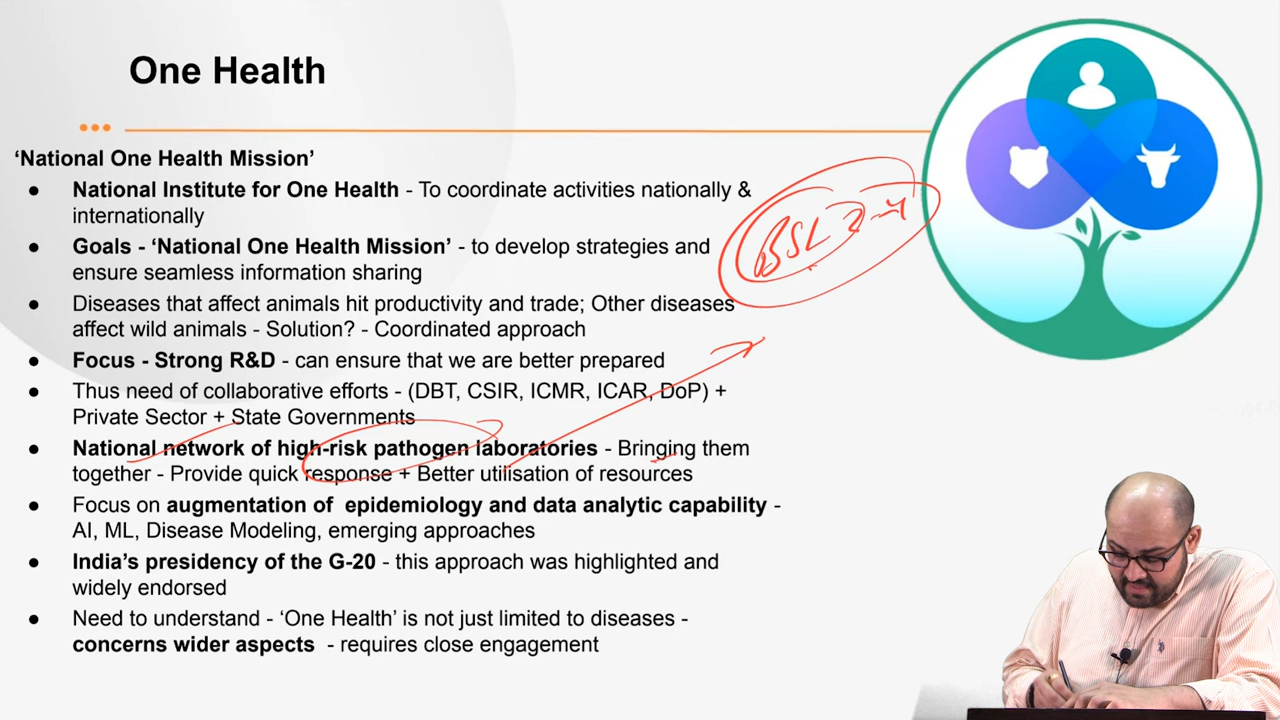 One Health
‘National One Health Mission’
● National Institute for One Health - To coordinate activities nationally &
internationally
● Goals - ‘National One Health Mission’ - to develop strategies and
ensure seamless information sharing
● Diseases that affect animals hit productivity and trade; Other diseases
affect wild animals - Solution? - Coordinated approach
● Focus - Strong R&D - can ensure that we are better prepared
● Thus need of collaborative efforts - (DBT, CSIR, ICMR, ICAR, DoP) +
Private Sector + State Governments
● National network of high-risk pathogen laboratories - Bringing them
together - Provide quick response + Better utilisation of resources
● Focus on augmentation of epidemiology and data analytic capability -
AI, ML, Disease Modeling, emerging approaches
● India’s presidency of the G-20 - this approach was highlighted and
widely endorsed
● Need to understand - ‘One Health’ is not just limited to diseases -
concerns wider aspects - requires close engagement
BSL